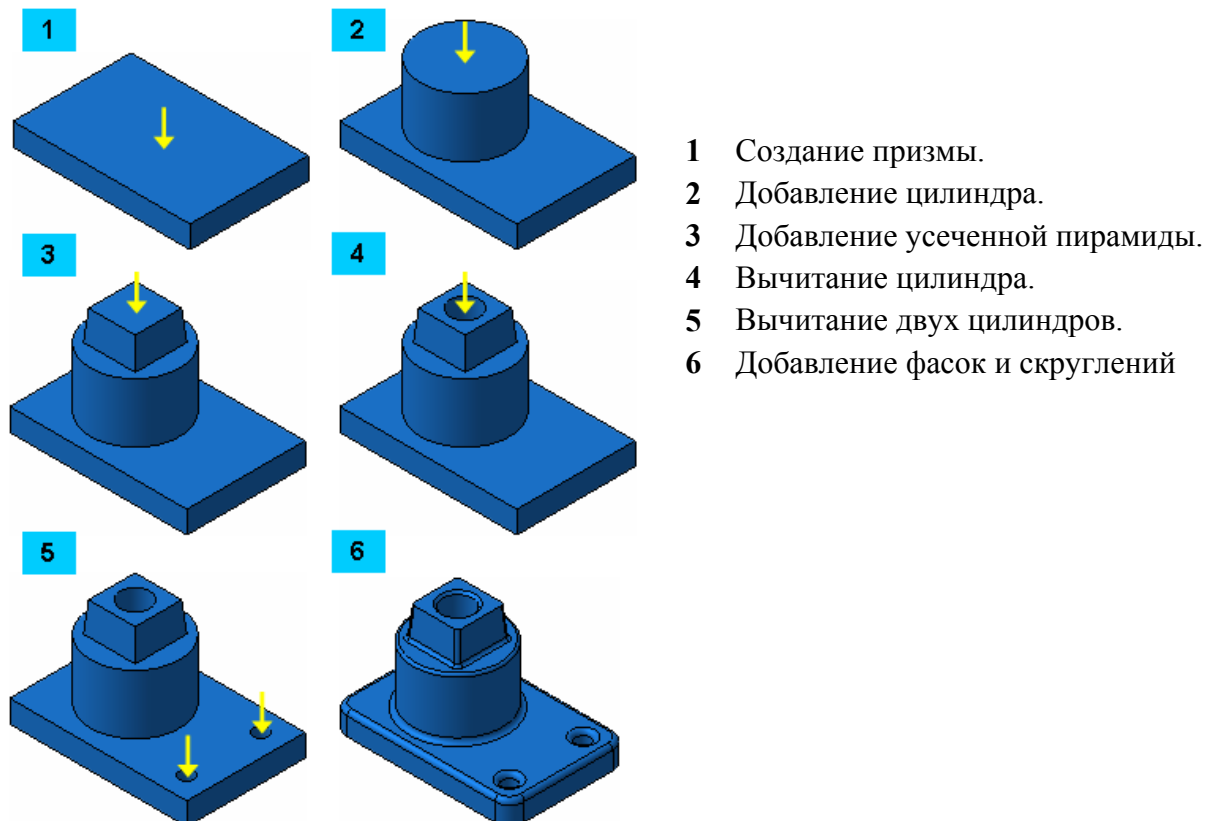 1
2
3
4
5
6
1 Создание призмы.
2 Добавление цилиндра.
3 Добавление усеченной пирамиды.
4 Вычитание цилиндра.
5 Вычитание двух цилиндров.
6 Добавление фасок и скруглений